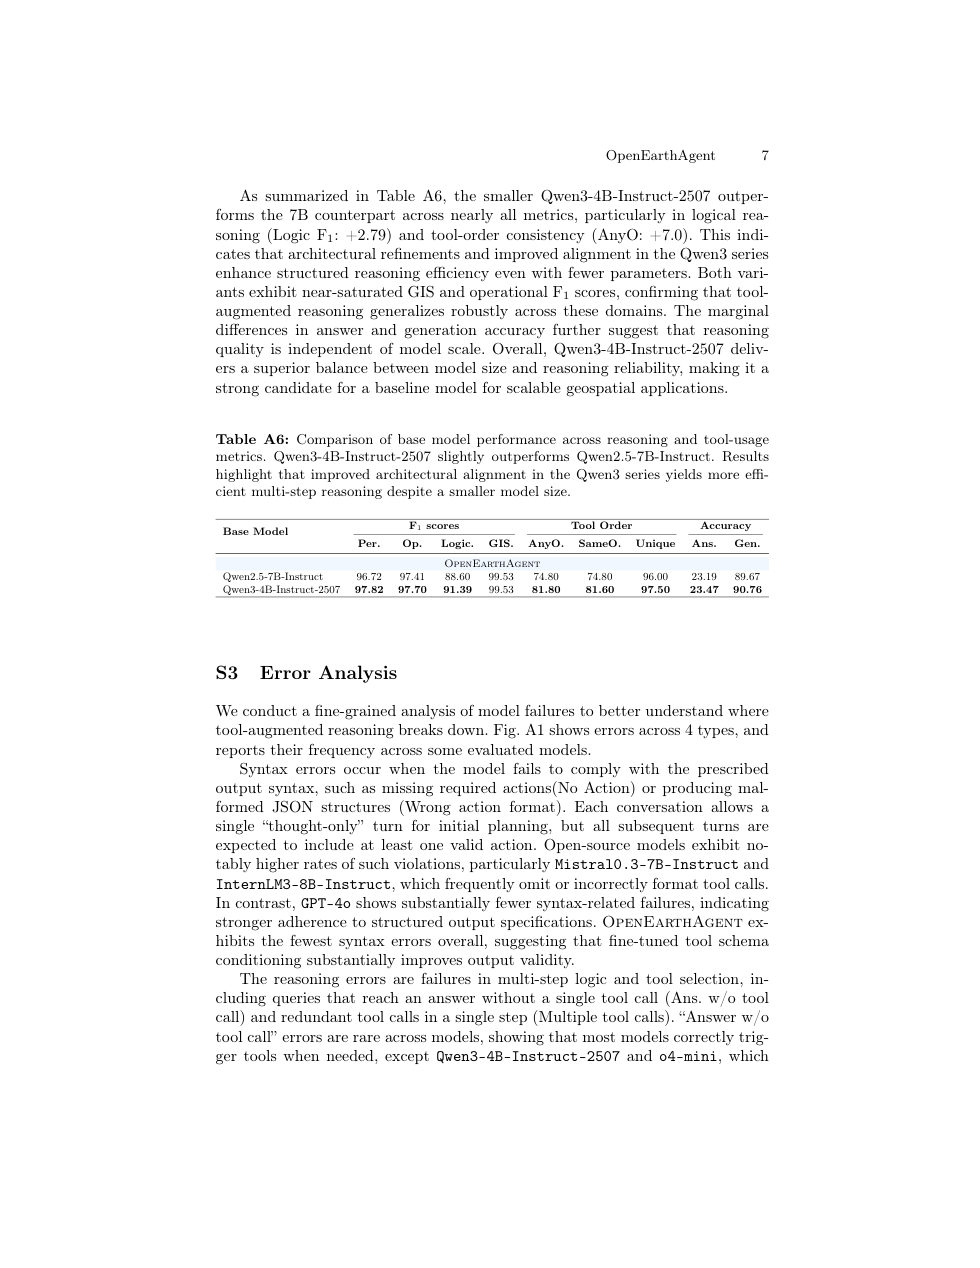 OpenEarthAgent 7
As summarized in Table A6, the smaller Qwen3-4B-Instruct-2507 outper-
forms the 7B counterpart across nearly all metrics, particularly in logical rea-
soning (Logic F₁: +2.79) and tool-order consistency (AnyO: +7.0). This indi-
cates that architectural refinements and improved alignment in the Qwen3 series
enhance structured reasoning efficiency even with fewer parameters. Both vari-
ants exhibit near-saturated GIS and operational F₁ scores, confirming that tool-
augmented reasoning generalizes robustly across these domains. The marginal
differences in answer and generation accuracy further suggest that reasoning
quality is independent of model scale. Overall, Qwen3-4B-Instruct-2507 deliv-
ers a superior balance between model size and reasoning reliability, making it a
strong candidate for a baseline model for scalable geospatial applications.
Table A6: Comparison of base model performance across reasoning and tool-usage
metrics. Qwen3-4B-Instruct-2507 slightly outperforms Qwen2.5-7B-Instruct. Results
highlight that improved architectural alignment in the Qwen3 series yields more effi-
cient multi-step reasoning despite a smaller model size.
Base Model F₁ scores Tool Order Accuracy
Per. Op. Logic. GIS. AnyO. SameO. Unique Ans. Gen.
OpenEarthAgent
Qwen2.5-7B-Instruct 96.72 97.41 88.60 99.53 74.80 74.80 96.00 23.19 89.67
Qwen3-4B-Instruct-2507 97.82 97.70 91.39 99.53 81.80 81.60 97.50 23.47 90.76
S3 Error Analysis
We conduct a fine-grained analysis of model failures to better understand where
tool-augmented reasoning breaks down. Fig. A1 shows errors across 4 types, and
reports their frequency across some evaluated models.
Syntax errors occur when the model fails to comply with the prescribed
output syntax, such as missing required actions(No Action) or producing mal-
formed JSON structures (Wrong action format). Each conversation allows a
single “thought-only” turn for initial planning, but all subsequent turns are
expected to include at least one valid action. Open-source models exhibit no-
tably higher rates of such violations, particularly Mistral0.3-7B-Instruct and
InternLM3-8B-Instruct, which frequently omit or incorrectly format tool calls.
In contrast, GPT-4o shows substantially fewer syntax-related failures, indicating
stronger adherence to structured output specifications. OpenEarthAgent ex-
hibits the fewest syntax errors overall, suggesting that fine-tuned tool schema
conditioning substantially improves output validity.
The reasoning errors are failures in multi-step logic and tool selection, in-
cluding queries that reach an answer without a single tool call (Ans. w/o tool
call) and redundant tool calls in a single step (Multiple tool calls). “Answer w/o
tool call” errors are rare across models, showing that most models correctly trig-
ger tools when needed, except Qwen3-4B-Instruct-2507 and o4-mini, which